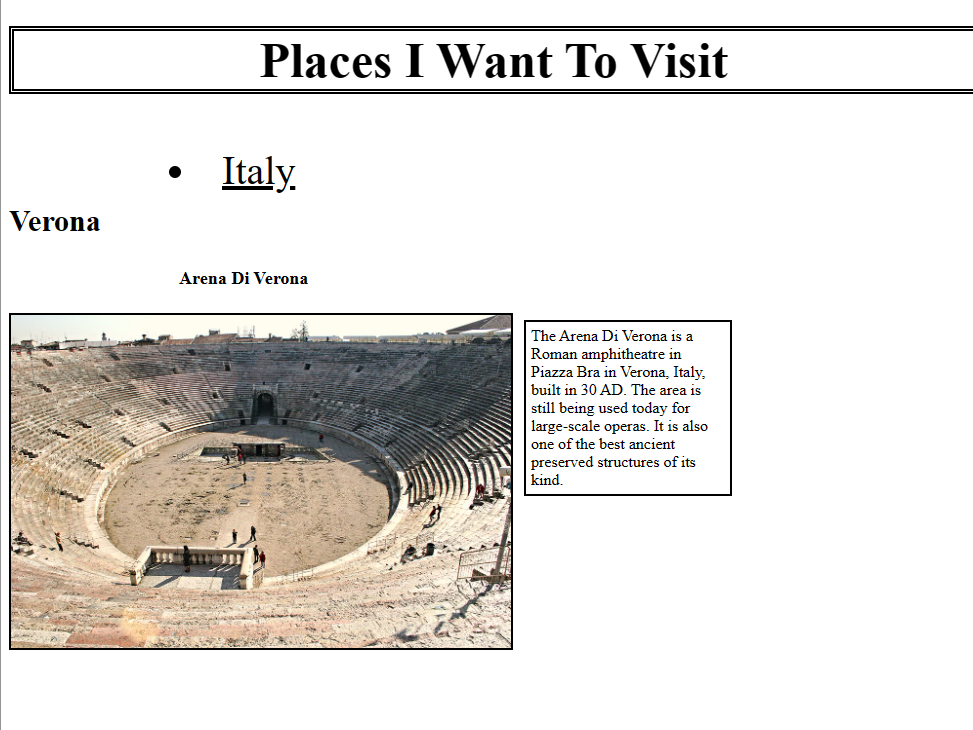 Places I Want To Visit
Italy
Verona
Arena Di Verona
The Arena Di Verona is a
Roman amphitheatre in
Piazza Bra in Verona, Italy,
built in 30 AD. The area is
still being used today for
large-scale operas. It is also
one of the best ancient
preserved structures of its
kind.